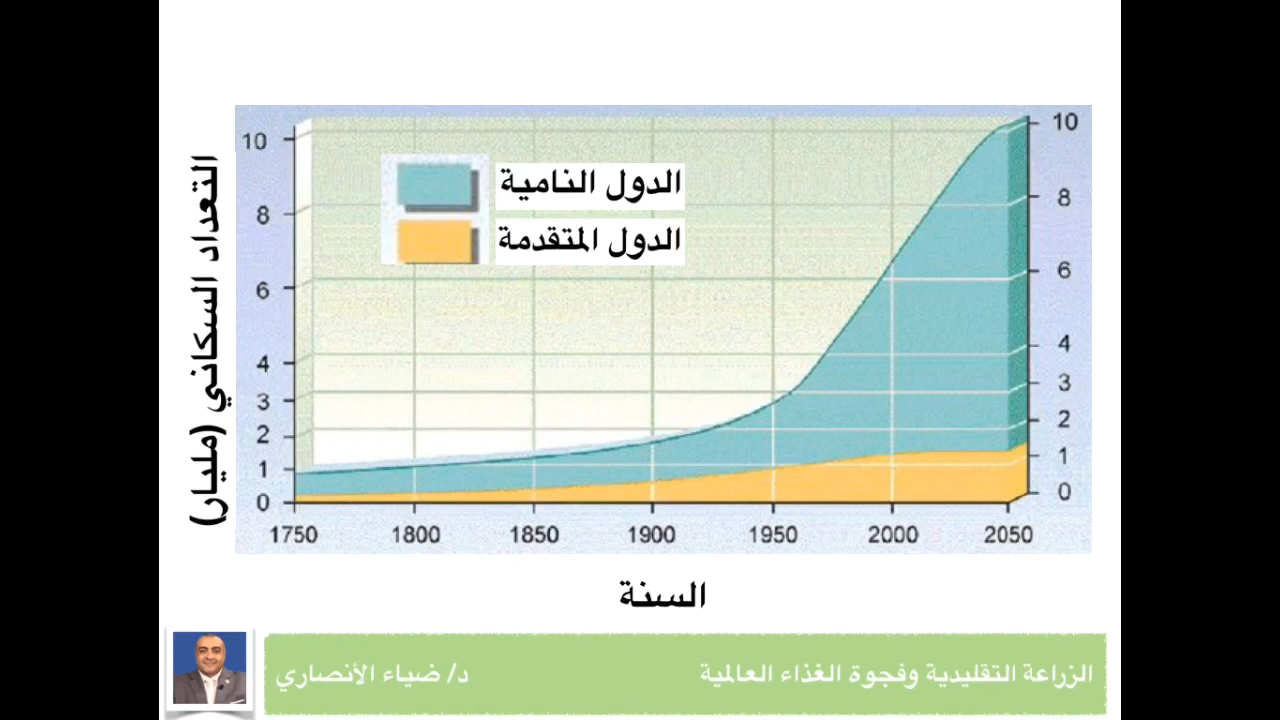 الدول النامية
الدول المتقدمة
التعداد السكاني (مليار)
10
8
6
4
3
2
1
0
10
8
6
4
3
2
1
0
1750 1800 1850 1900 1950 2000 2050
السنة
الزراعة التقليدية وفجوة الغذاء العالمية د/ ضياء الأنصاري